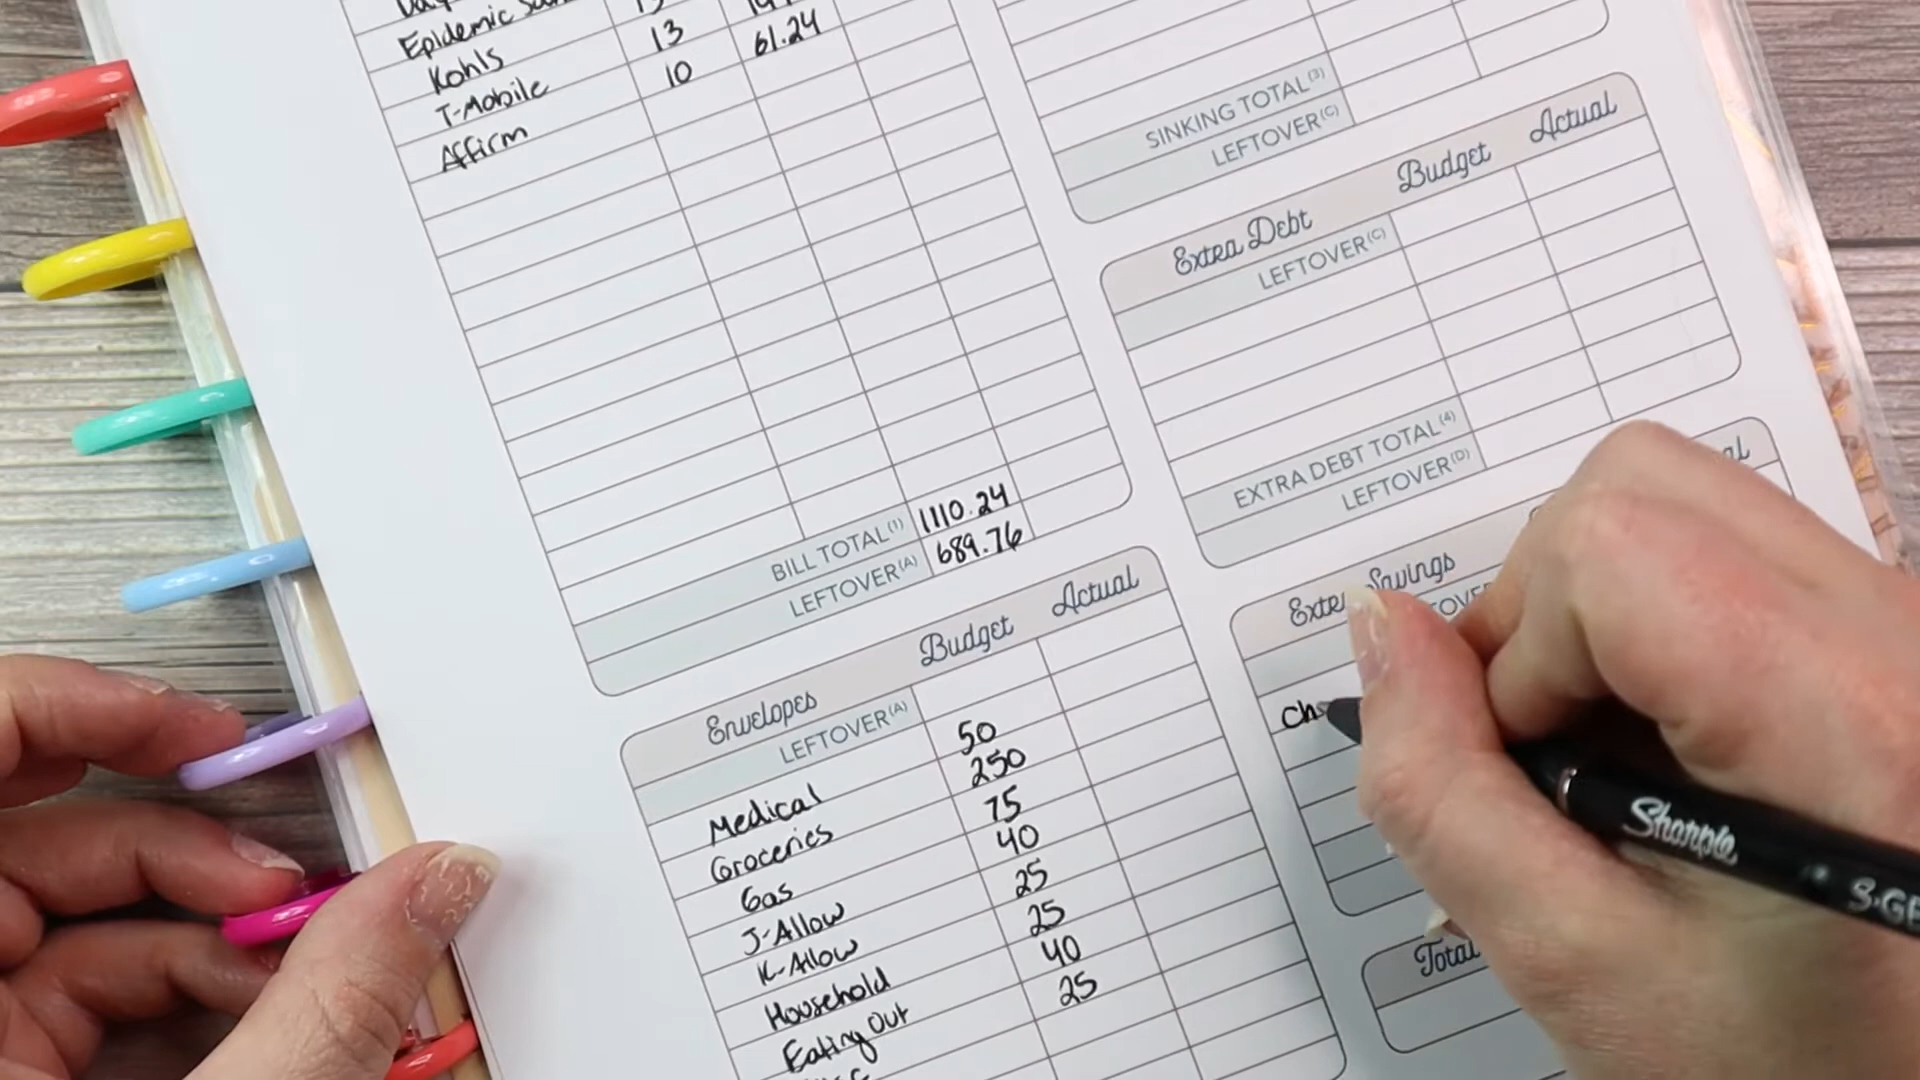 Epidemic
Kohls 13 61.24
T-Mobile 10
Affirm
BILL TOTAL(1) 1110.24
LEFTOVER(A) 689.76
Envelopes Budget Actual
LEFTOVER(A)
Medical 50
Groceries 250
Gas 75
J-Allow 40
K-Allow 25
Household 25
Eating Out 40
25
SINKING TOTAL(3)
LEFTOVER(C)
Extra Debt Budget Actual
LEFTOVER(C)
EXTRA DEBT TOTAL(4)
LEFTOVER(D)
Savings
Total
Sharpie S·GE